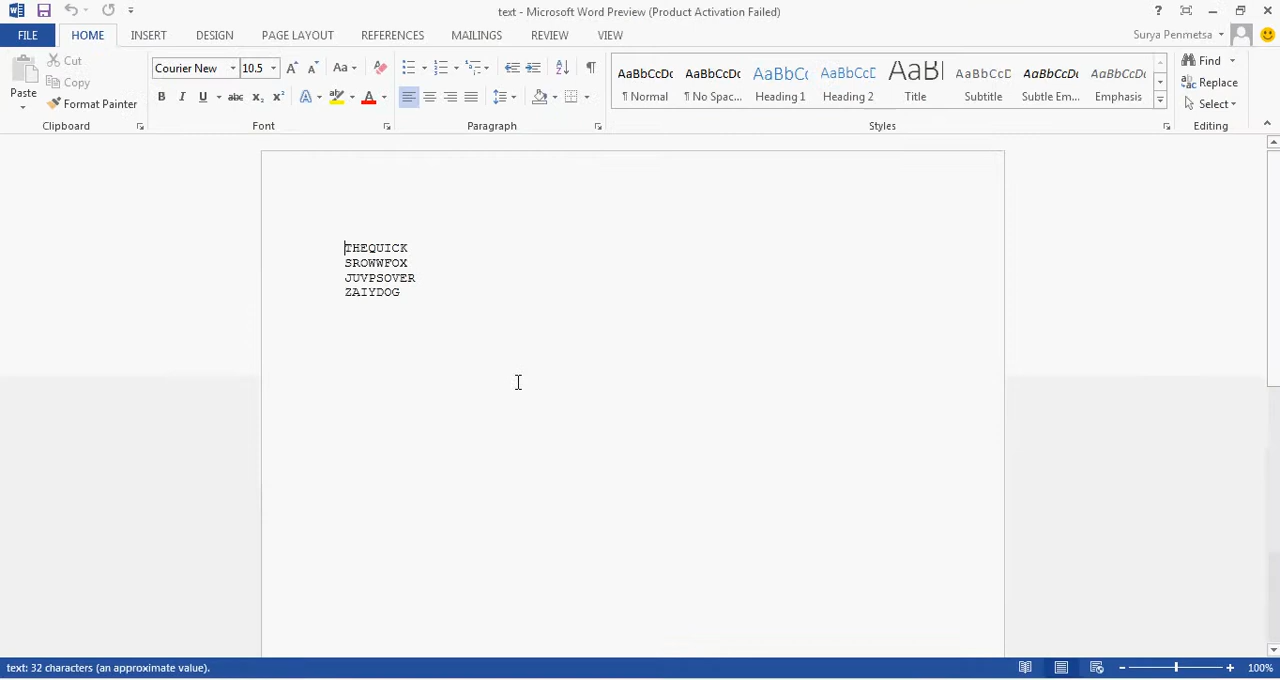 text - Microsoft Word Preview (Product Activation Failed)
FILE HOME INSERT DESIGN PAGE LAYOUT REFERENCES MAILINGS REVIEW VIEW Surya Penmetsa
Cut
Copy
Paste
Format Painter
Clipboard
Courier New 10.5
Font
Paragraph
AaBbCcDc AaBbCcDc AaBbCc AaBbCcD AaBl AaBbCcD AaBbCcDc AaBbCcDc
¶ Normal ¶ No Spac... Heading 1 Heading 2 Title Subtitle Subtle Em... Emphasis
Styles
Find
Replace
Select
Editing
THEQUICK
SROWWFOX
JUVPSOVER
ZAIYDOG
text: 32 characters (an approximate value).
100%